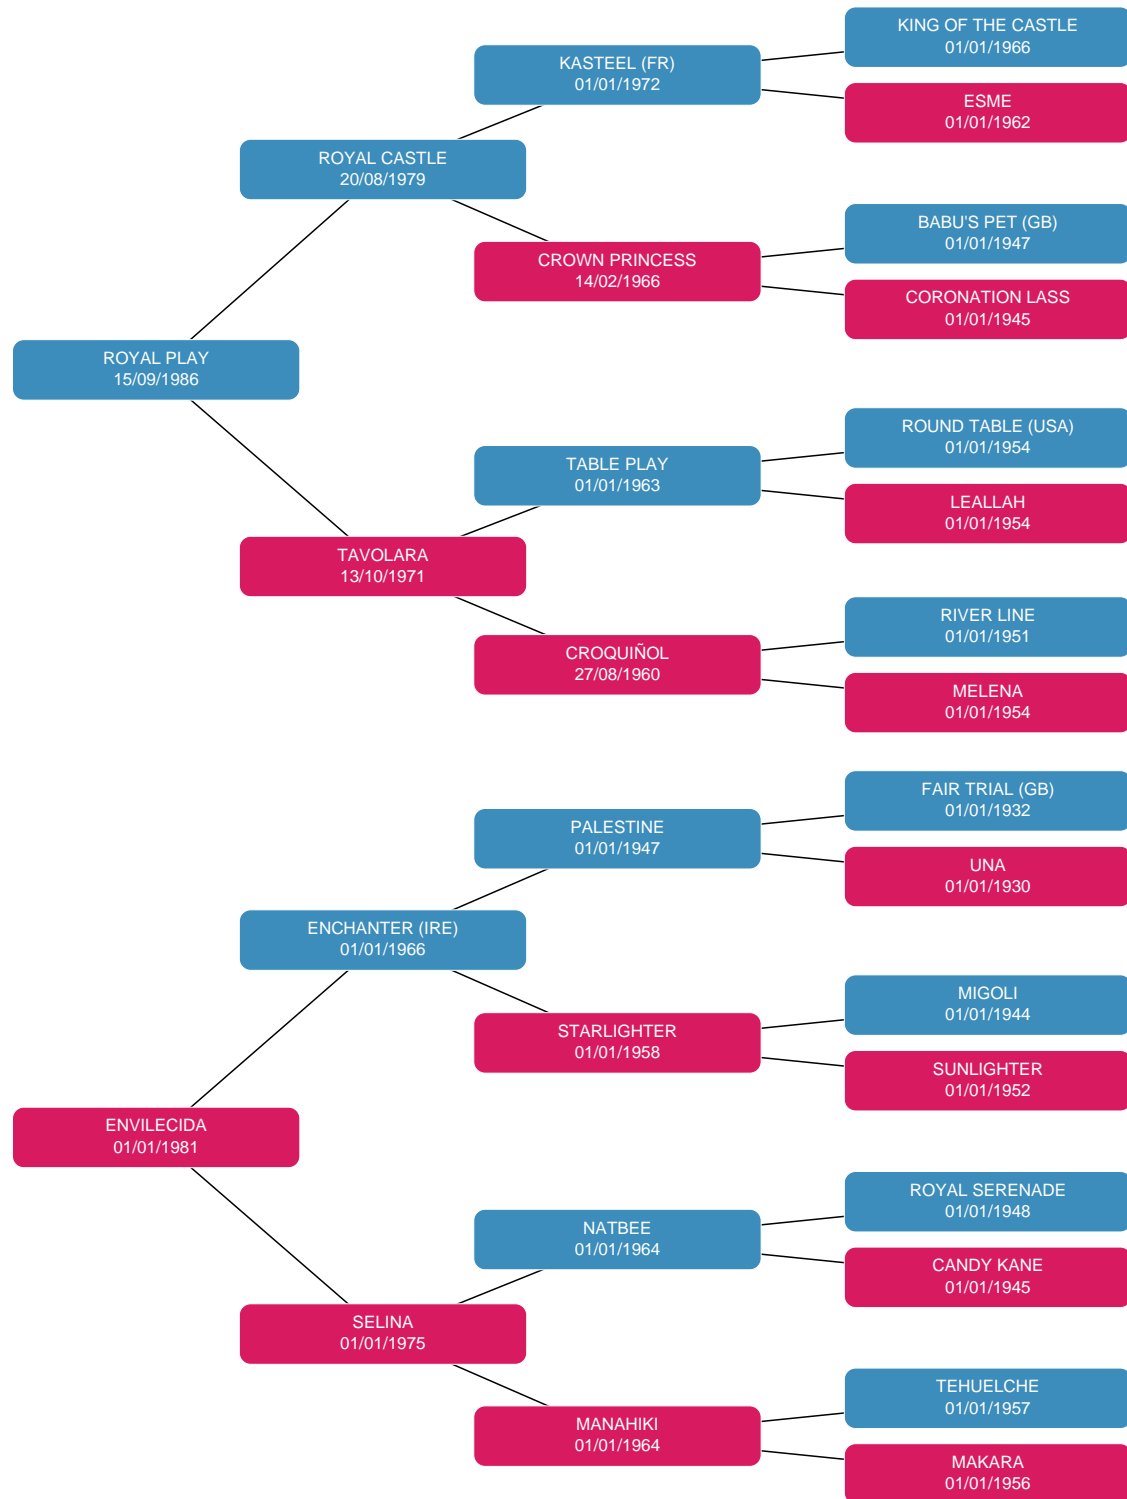 KING OF THE CASTLE
01/01/1966
KASTEEL (FR)
01/01/1972
ESME
01/01/1962
ROYAL CASTLE
20/08/1979
BABU'S PET (GB)
01/01/1947
CROWN PRINCESS
14/02/1966
CORONATION LASS
01/01/1945
ROYAL PLAY
15/09/1986
ROUND TABLE (USA)
01/01/1954
TABLE PLAY
01/01/1963
LEALLAH
01/01/1954
TAVOLARA
13/10/1971
RIVER LINE
01/01/1951
CROQUIÑOL
27/08/1960
MELENA
01/01/1954
FAIR TRIAL (GB)
01/01/1932
PALESTINE
01/01/1947
UNA
01/01/1930
ENCHANTER (IRE)
01/01/1966
MIGOLI
01/01/1944
STARLIGHTER
01/01/1958
SUNLIGHTER
01/01/1952
ENVILECIDA
01/01/1981
ROYAL SERENADE
01/01/1948
NATBEE
01/01/1964
CANDY KANE
01/01/1945
SELINA
01/01/1975
TEHUELCHE
01/01/1957
MANAHIKI
01/01/1964
MAKARA
01/01/1956